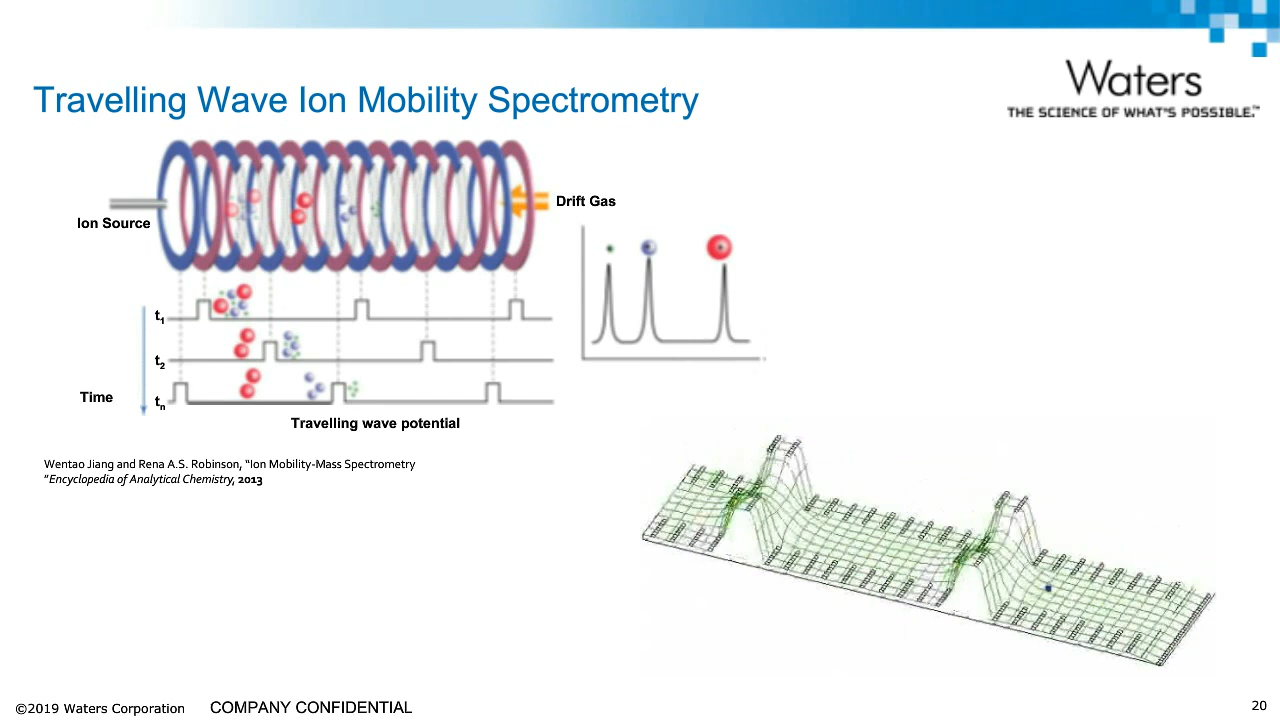 Waters
THE SCIENCE OF WHAT'S POSSIBLE.™
Travelling Wave Ion Mobility Spectrometry
Ion Source
Drift Gas
t1
t2
Time
tn
Travelling wave potential
Wentao Jiang and Rena A.S. Robinson, “Ion Mobility-Mass Spectrometry
”Encyclopedia of Analytical Chemistry, 2013
©2019 Waters Corporation COMPANY CONFIDENTIAL
20